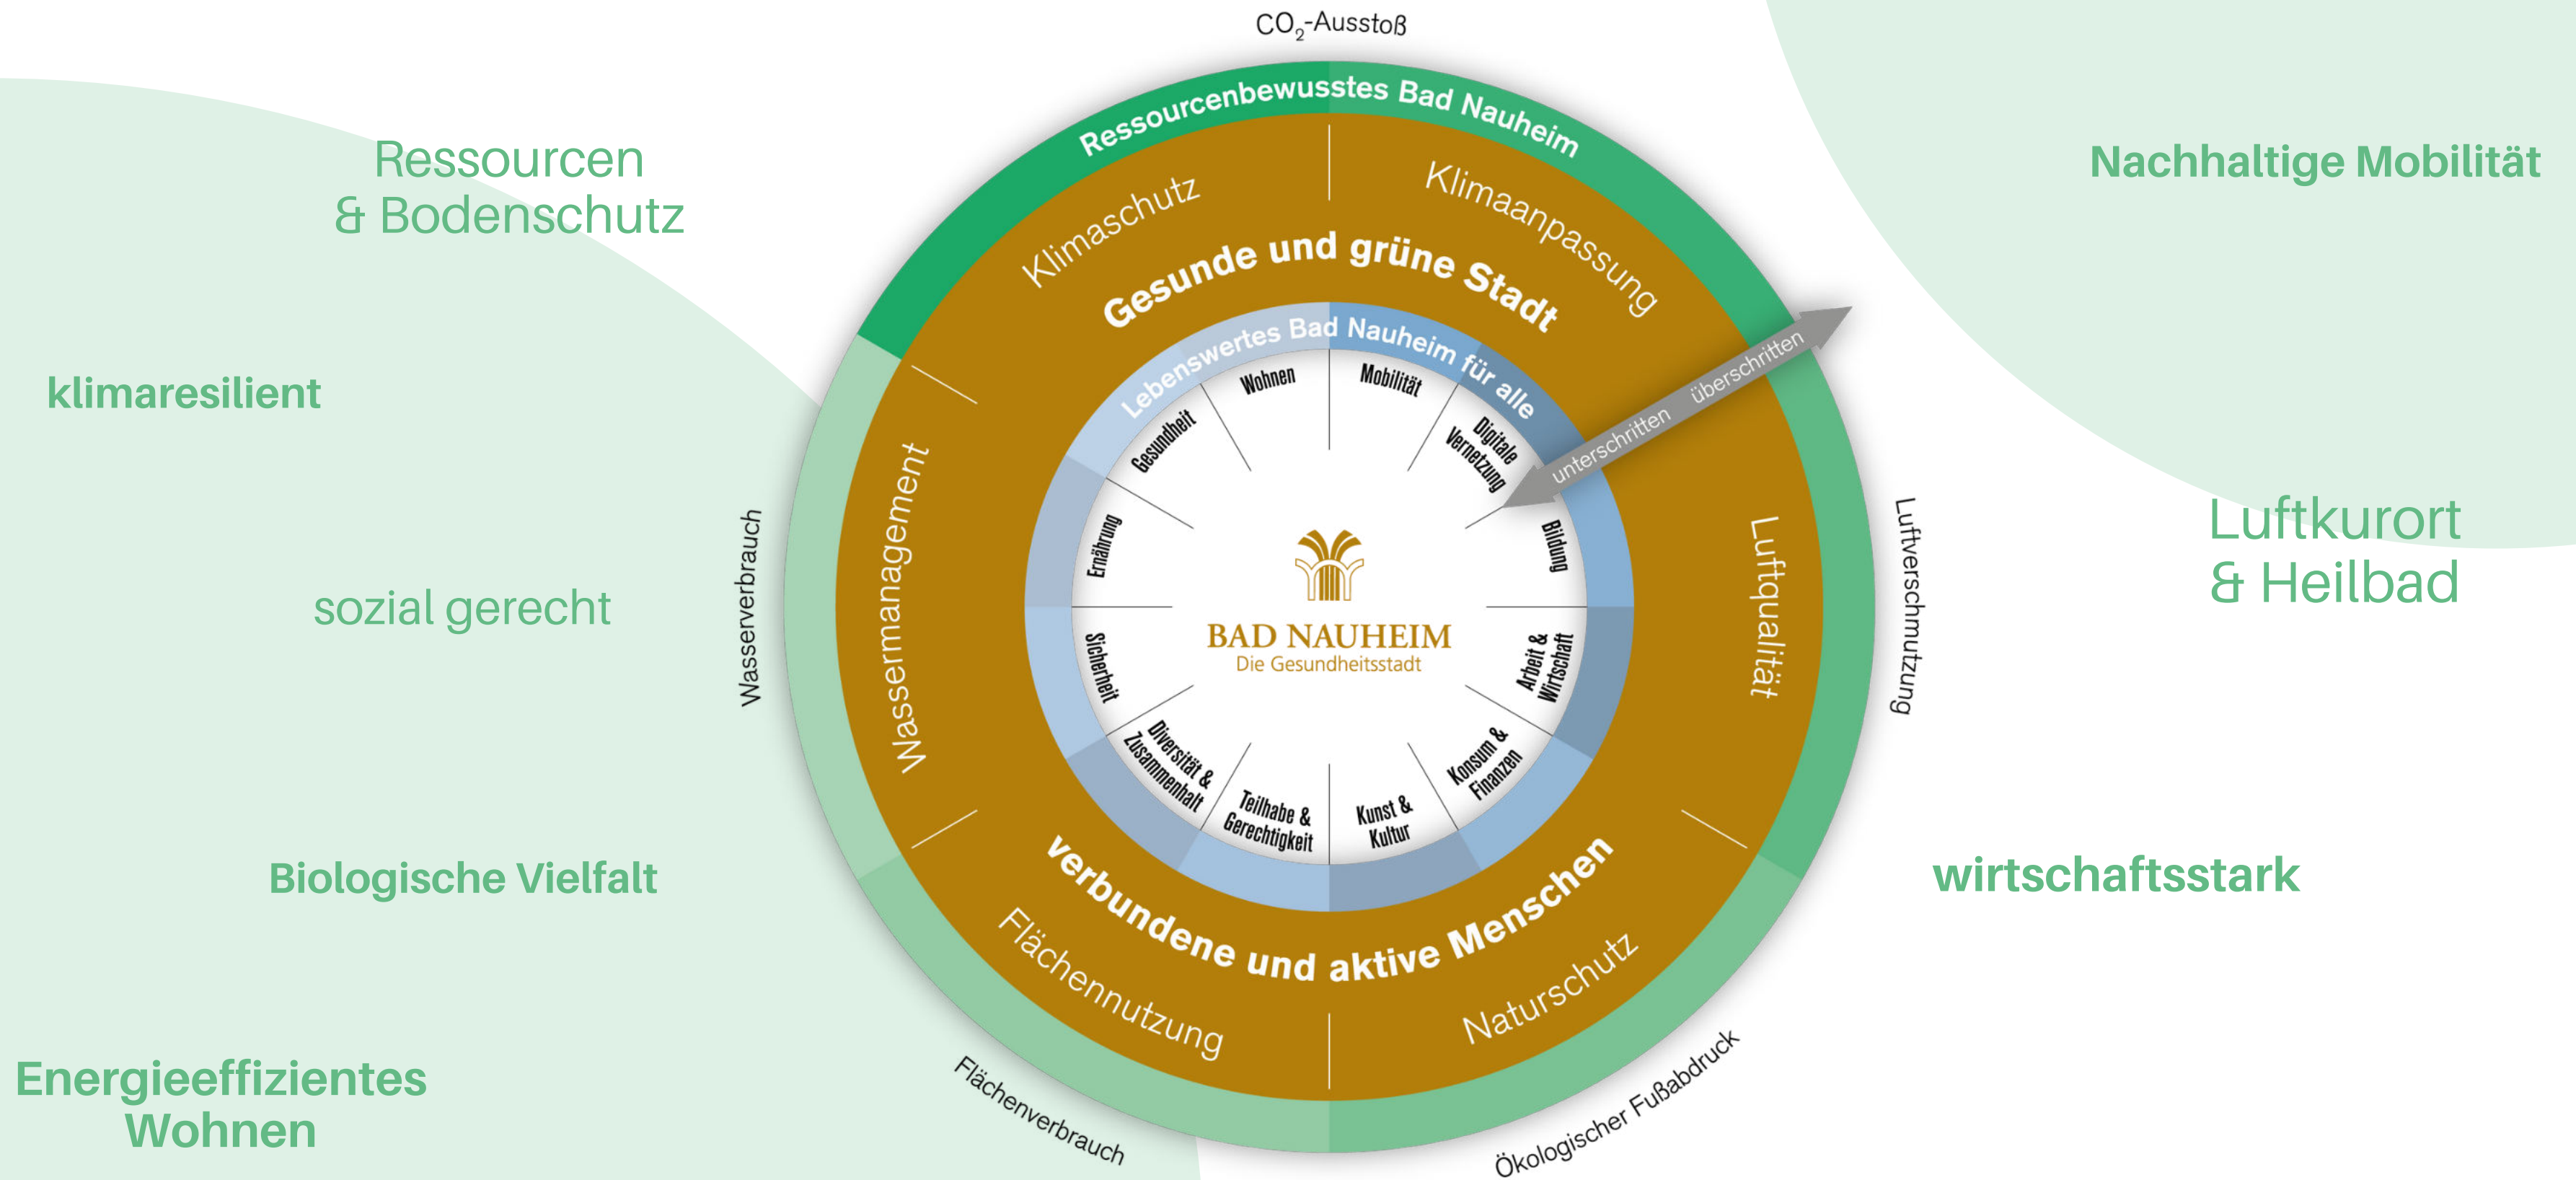 CO₂-Ausstoß
Ressourcenbewusstes Bad Nauheim
Ressourcen
& Bodenschutz
klimaresilient
sozial gerecht
Biologische Vielfalt
Energieeffizientes
Wohnen
Nachhaltige Mobilität
Luftkurort
& Heilbad
wirtschaftsstark
Klimaschutz
Klimaanpassung
Gesunde und grüne Stadt
Lebenswertes Bad Nauheim für alle
überschritten
unterschritten
Wohnen
Mobilität
Digitale
Vernetzung
Bildung
Arbeit &
Wirtschaft
Konsum &
Finanzen
Kunst &
Kultur
Teilhabe &
Gerechtigkeit
Diversität &
Zusammenhalt
Sicherheit
Ernährung
Gesundheit
BAD NAUHEIM
Die Gesundheitsstadt
Wassermanagement
Luftqualität
Wasserverbrauch
Luftverschmutzung
verbundene und aktive Menschen
Flächennutzung
Naturschutz
Flächenverbrauch
Ökologischer Fußabdruck